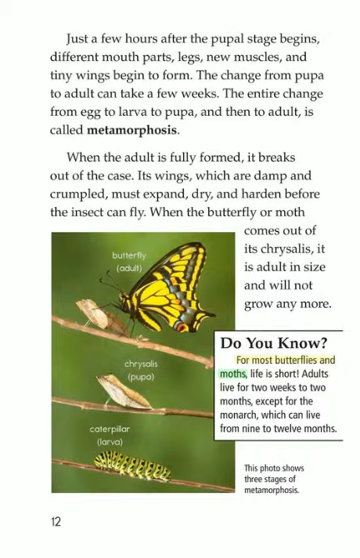 Just a few hours after the pupal stage begins,
different mouth parts, legs, new muscles, and
tiny wings begin to form. The change from pupa
to adult can take a few weeks. The entire change
from egg to larva to pupa, and then to adult, is
called metamorphosis.
When the adult is fully formed, it breaks
out of the case. Its wings, which are damp and
crumpled, must expand, dry, and harden before
the insect can fly. When the butterfly or moth
comes out of
its chrysalis, it
is adult in size
and will not
grow any more.
butterfly
(adult)
chrysalis
(pupa)
caterpillar
(larva)
Do You Know?
For most butterflies and
moths, life is short! Adults
live for two weeks to two
months, except for the
monarch, which can live
from nine to twelve months.
This photo shows
three stages of
metamorphosis.
12